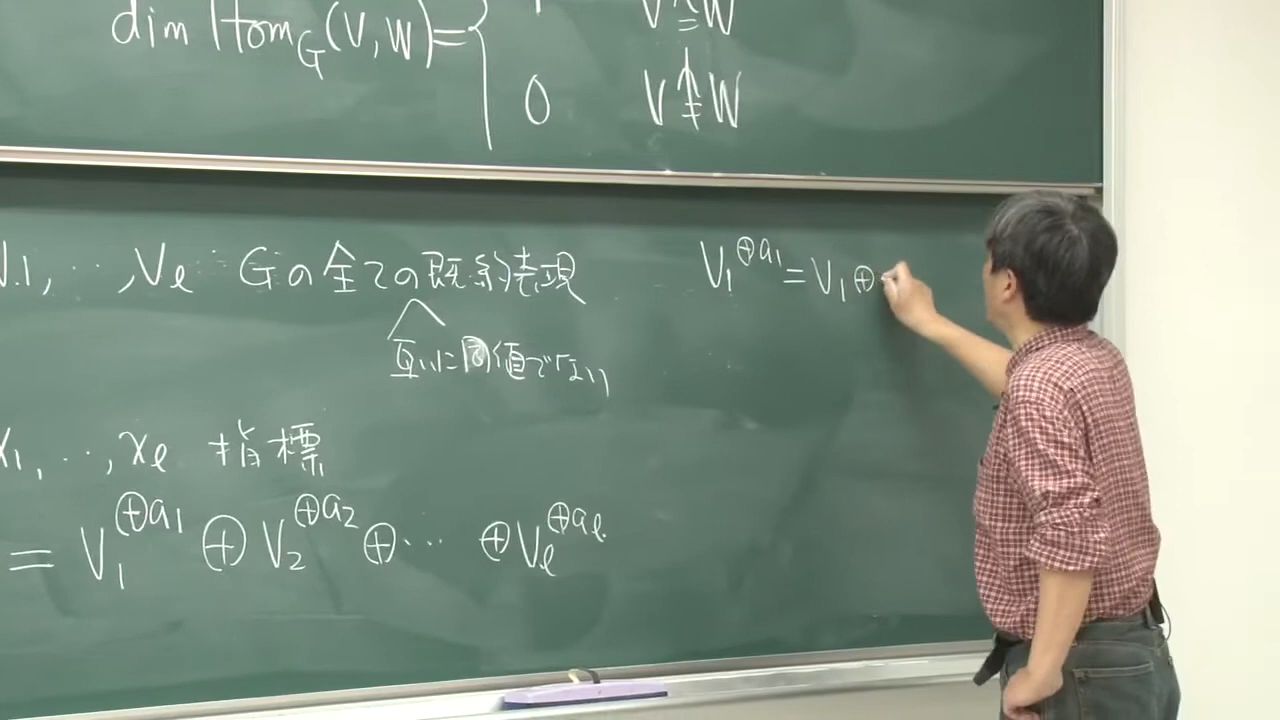 dim Hom_G(V,W)={
V≅W
0 V≇W
V_1, ‥, V_ℓ : Gの全ての既約表現
互いに同値でない
χ_1, ‥, χ_ℓ 指標
= V_1^{⊕a_1} ⊕ V_2^{⊕a_2} ⊕ ‥ ⊕ V_ℓ^{⊕a_ℓ}
V_1^{⊕a_1} = V_1 ⊕